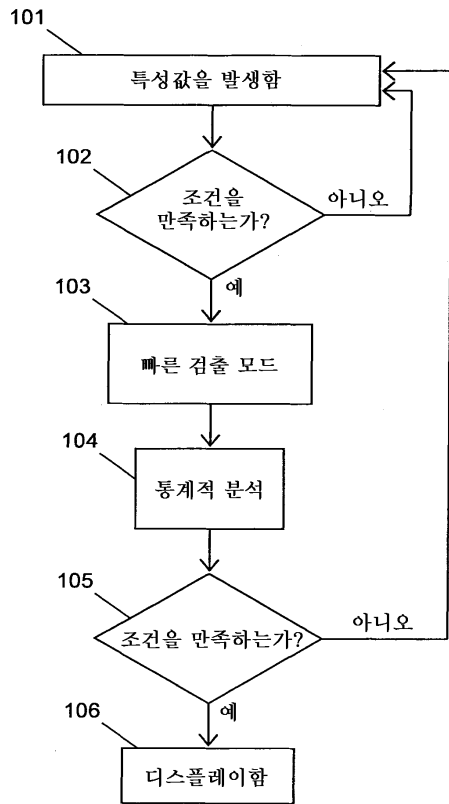 101
특성값을 발생함
102
조건을
만족하는가?
아니오
예
103
빠른 검출 모드
104
통계적 분석
105
조건을 만족하는가?
아니오
예
106
디스플레이함